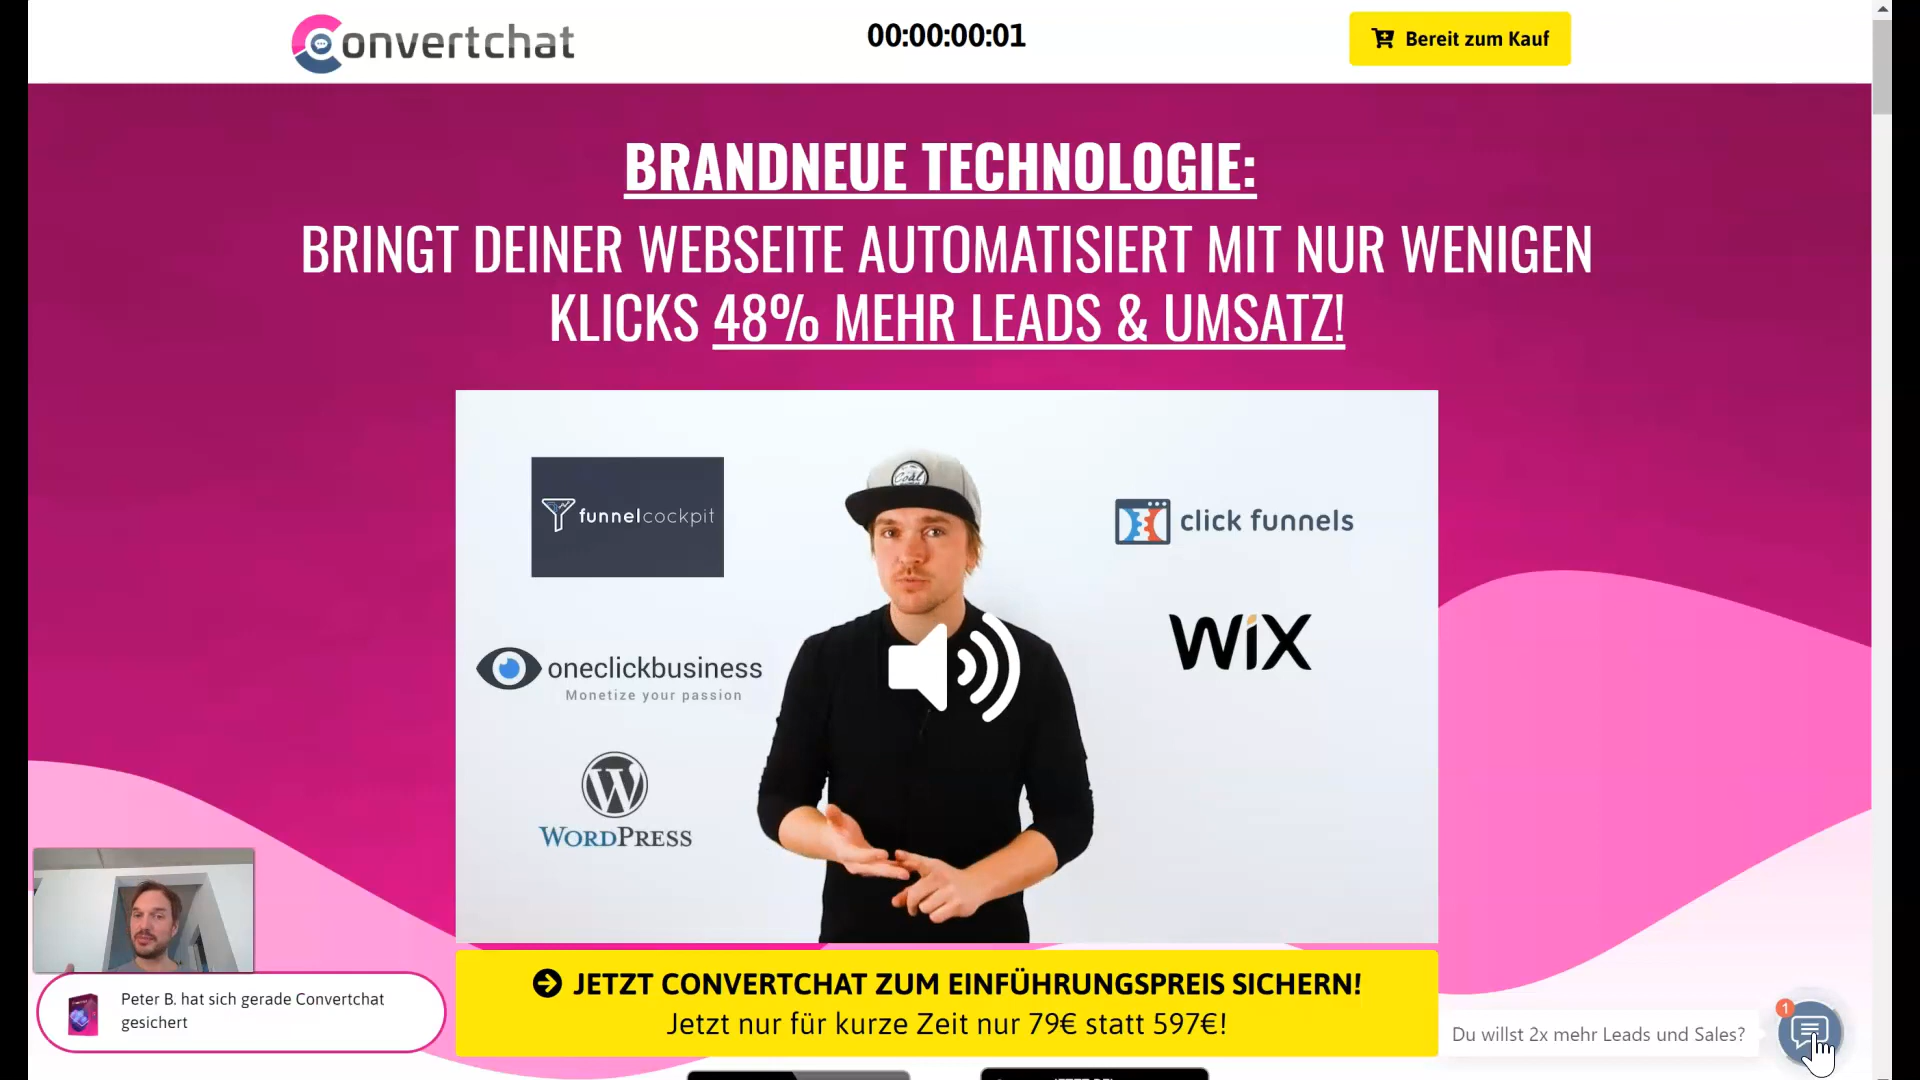 onvertchat
00:00:00:01
Bereit zum Kauf
BRANDNEUE TECHNOLOGIE:
BRINGT DEINER WEBSEITE AUTOMATISIERT MIT NUR WENIGEN
KLICKS 48% MEHR LEADS & UMSATZ!
funnelcockpit
click funnels
WiX
oneclickbusiness
Monetize your passion
WORDPRESS
Peter B. hat sich gerade Convertchat
gesichert
JETZT CONVERTCHAT ZUM EINFÜHRUNGSPREIS SICHERN!
Jetzt nur für kurze Zeit nur 79€ statt 597€!
Du willst 2x mehr Leads und Sales?
1